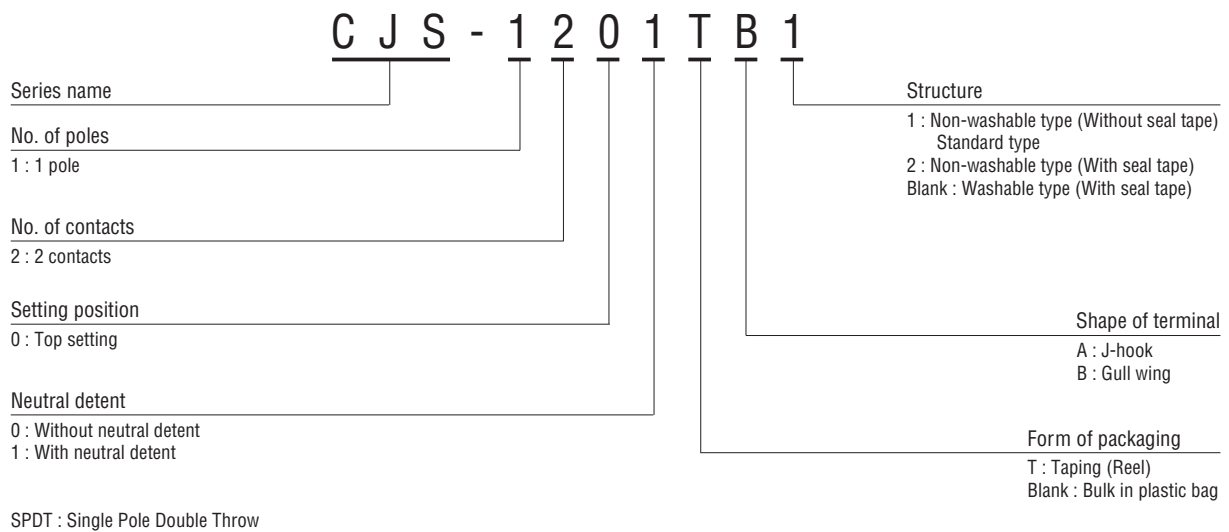 C J S - 1 2 0 1 T B 1
Series name
No. of poles
1 : 1 pole
No. of contacts
2 : 2 contacts
Setting position
0 : Top setting
Neutral detent
0 : Without neutral detent
1 : With neutral detent
SPDT : Single Pole Double Throw
Structure
1 : Non-washable type (Without seal tape)
Standard type
2 : Non-washable type (With seal tape)
Blank : Washable type (With seal tape)
Shape of terminal
A : J-hook
B : Gull wing
Form of packaging
T : Taping (Reel)
Blank : Bulk in plastic bag